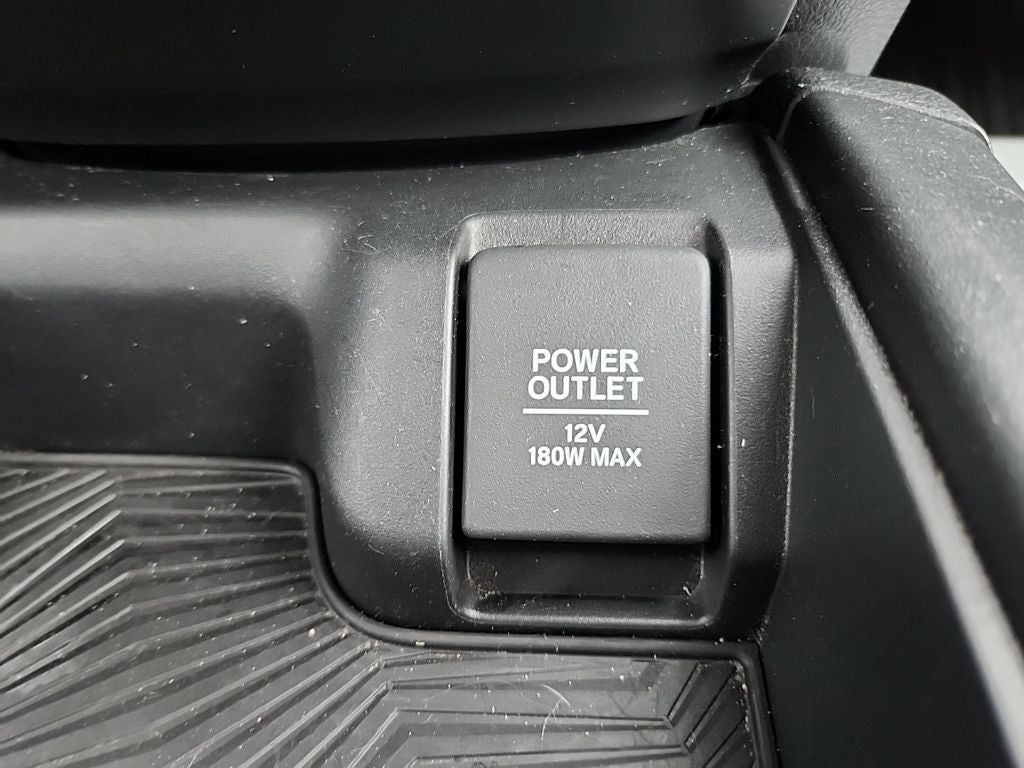 POWER
OUTLET
12V
180W MAX